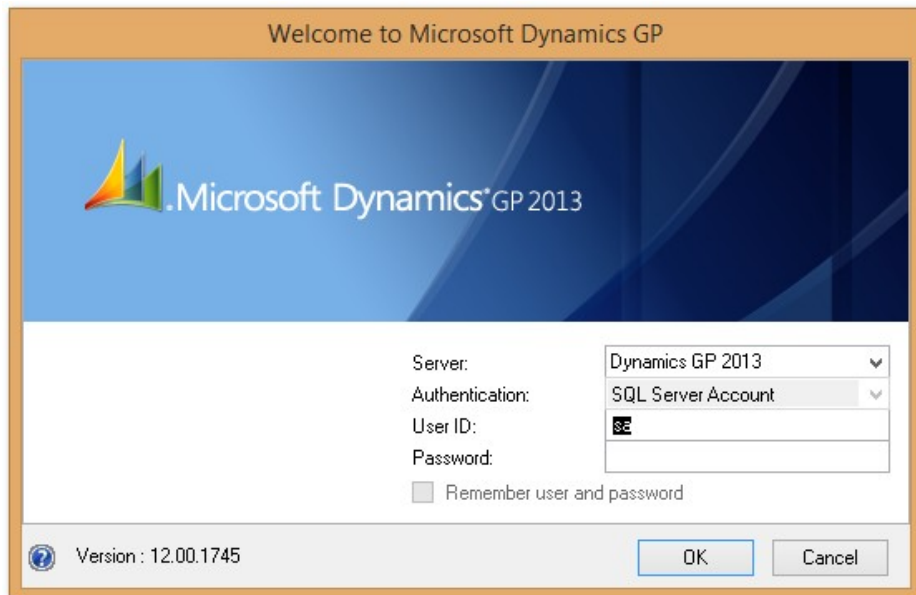 Welcome to Microsoft Dynamics GP
Microsoft Dynamics® GP 2013
Server: Dynamics GP 2013
Authentication: SQL Server Account
User ID: sa
Password:
Remember user and password
Version : 12.00.1745 OK Cancel